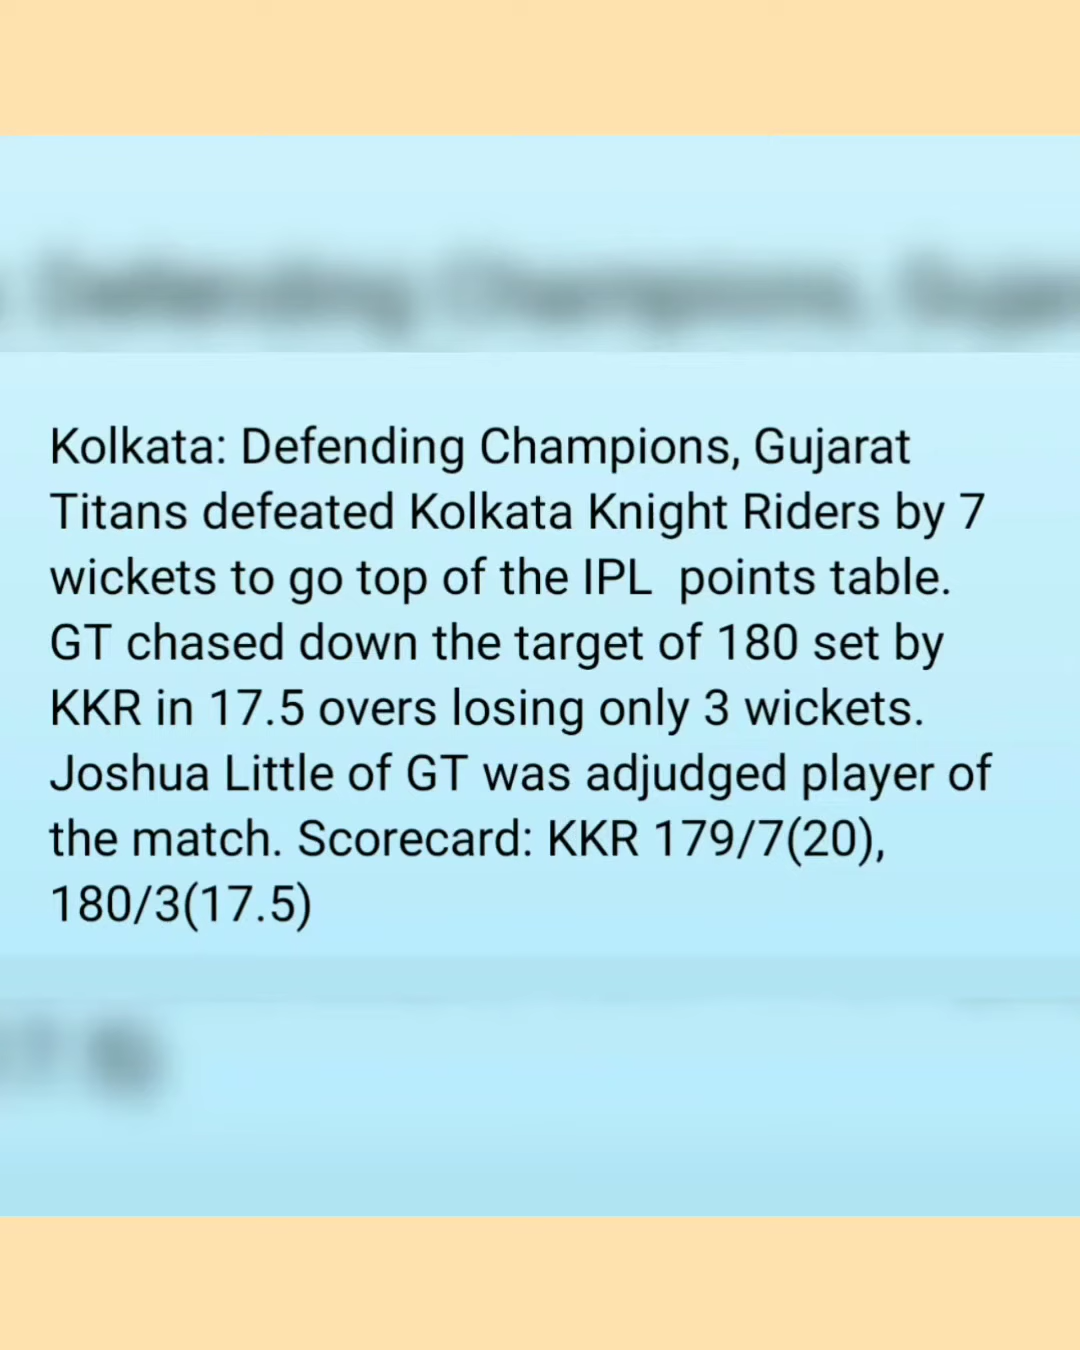 Defending Champions, Gujar
Kolkata: Defending Champions, Gujarat
Titans defeated Kolkata Knight Riders by 7
wickets to go top of the IPL  points table.
GT chased down the target of 180 set by
KKR in 17.5 overs losing only 3 wickets.
Joshua Little of GT was adjudged player of
the match. Scorecard: KKR 179/7(20),
180/3(17.5)